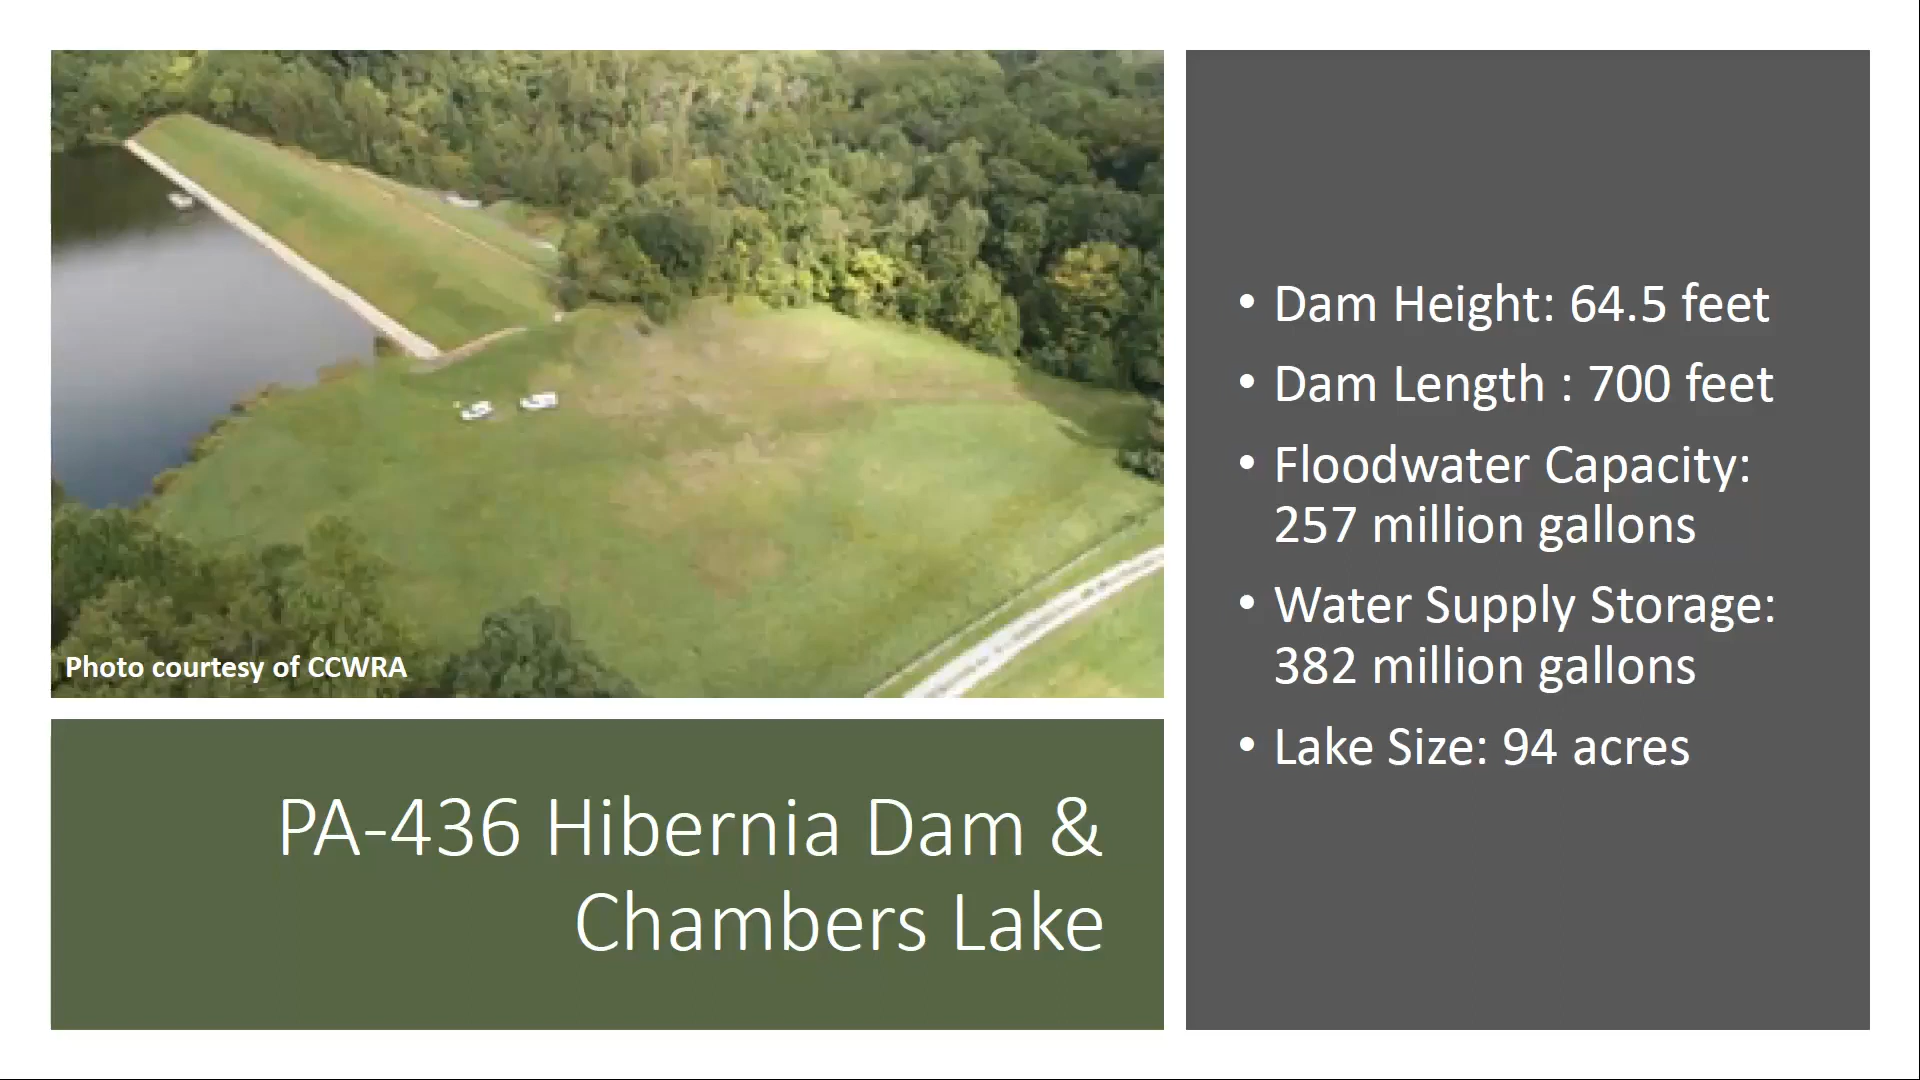 Photo courtesy of CCWRA
PA-436 Hibernia Dam &
Chambers Lake
• Dam Height: 64.5 feet
• Dam Length : 700 feet
• Floodwater Capacity:
257 million gallons
• Water Supply Storage:
382 million gallons
• Lake Size: 94 acres